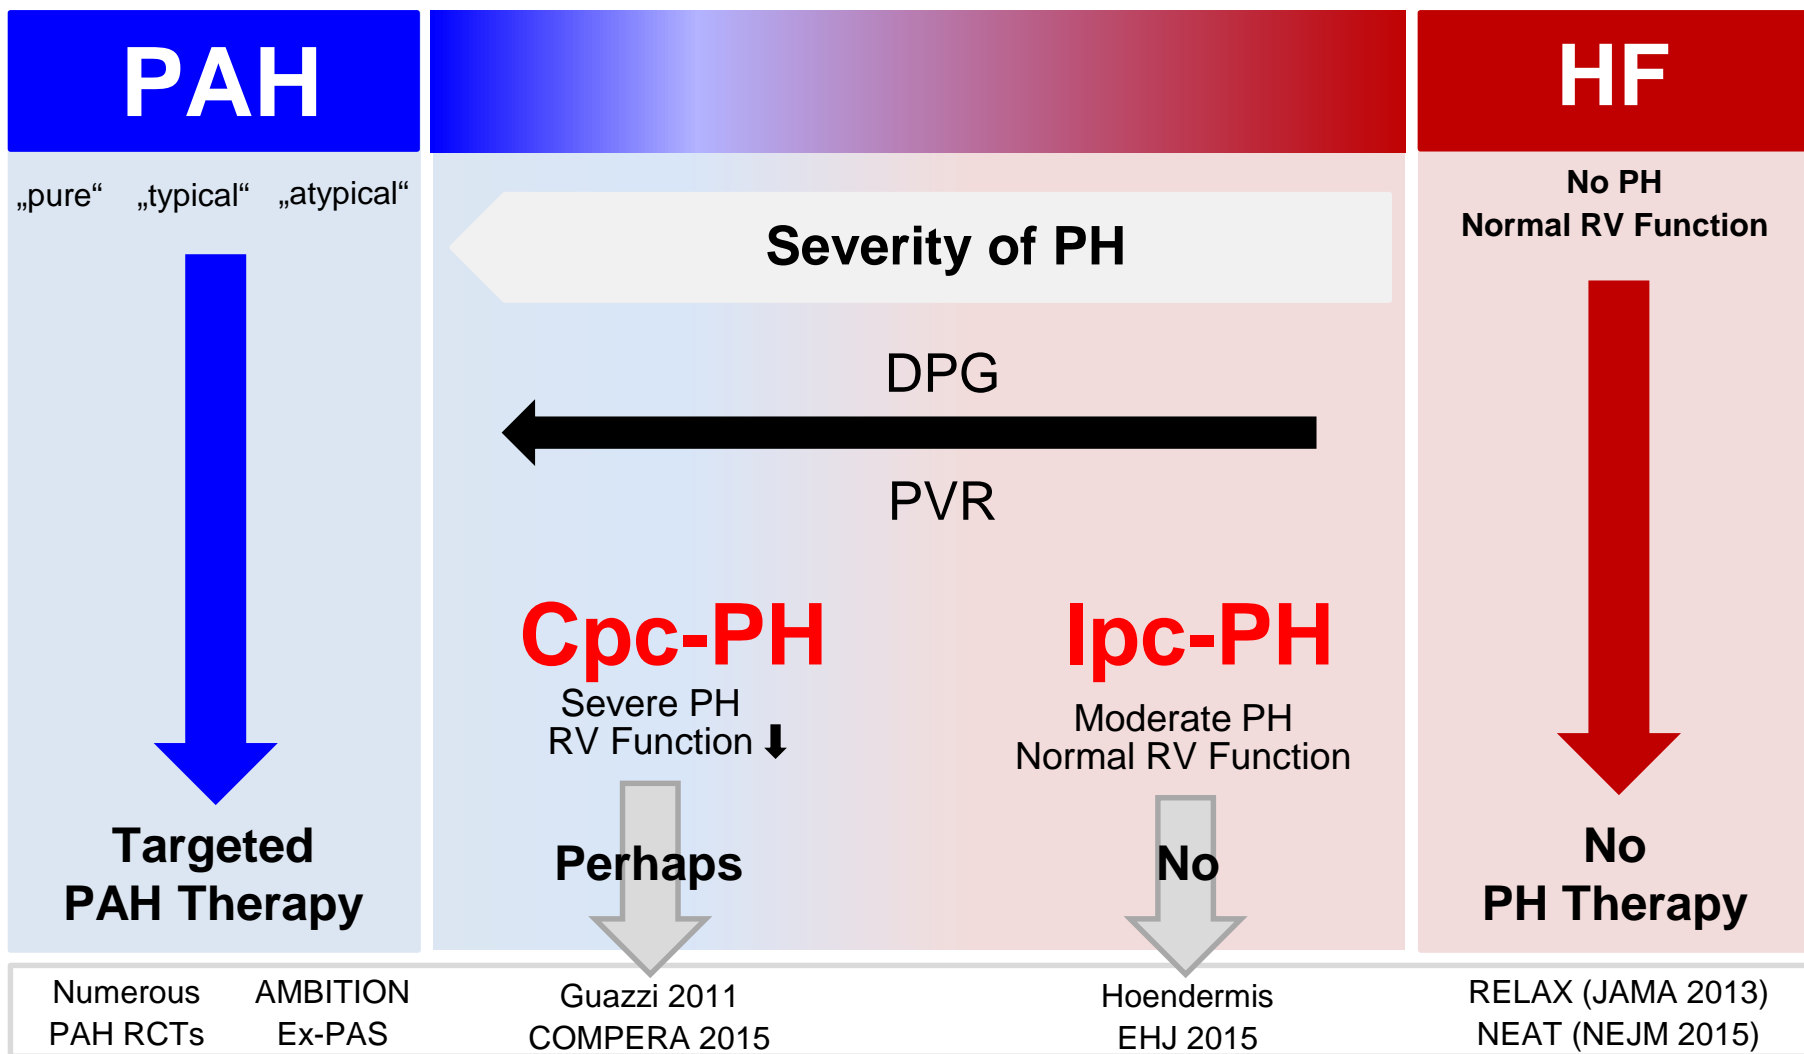 PAH
HF
„pure“ „typical“ „atypical“
Severity of PH
No PH
Normal RV Function
DPG
PVR
Cpc-PH
Severe PH
RV Function
Ipc-PH
Moderate PH
Normal RV Function
Targeted
PAH Therapy
Perhaps
No
No
PH Therapy
Numerous
PAH RCTs
AMBITION
Ex-PAS
Guazzi 2011
COMPERA 2015
Hoendermis
EHJ 2015
RELAX (JAMA 2013)
NEAT (NEJM 2015)